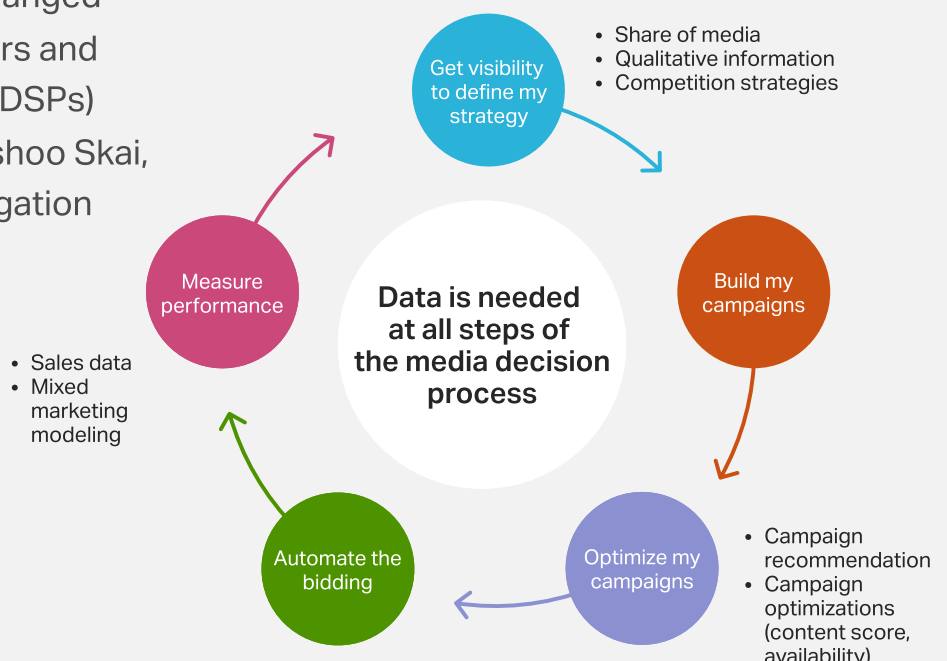 anged
rs and
DSPs)
shoo Skai,
gation
Get visibility
to define my
strategy
• Share of media
• Qualitative information
• Competition strategies
Build my
campaigns
Data is needed
at all steps of
the media decision
process
Measure
performance
• Sales data
• Mixed
marketing
modeling
Automate the
bidding
Optimize my
campaigns
• Campaign
recommendation
• Campaign
optimizations
(content score,
availability)